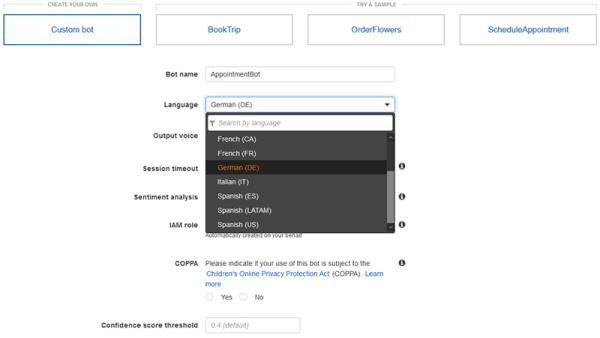 CREATE YOUR OWN
TRY A SAMPLE
Custom bot
BookTrip
OrderFlowers
ScheduleAppointment
Bot name
AppointmentBot
Language
German (DE)
Search by language
Output voice
French (CA)
French (FR)
Session timeout
German (DE)
Italian (IT)
Sentiment analysis
Spanish (ES)
Spanish (LATAM)
IAM role
Spanish (US)
Automatically created on your behalf
COPPA
Please indicate if your use of this bot is subject to the
Children's Online Privacy Protection Act (COPPA). Learn
more
Yes
No
Confidence score threshold
0.4 (default)